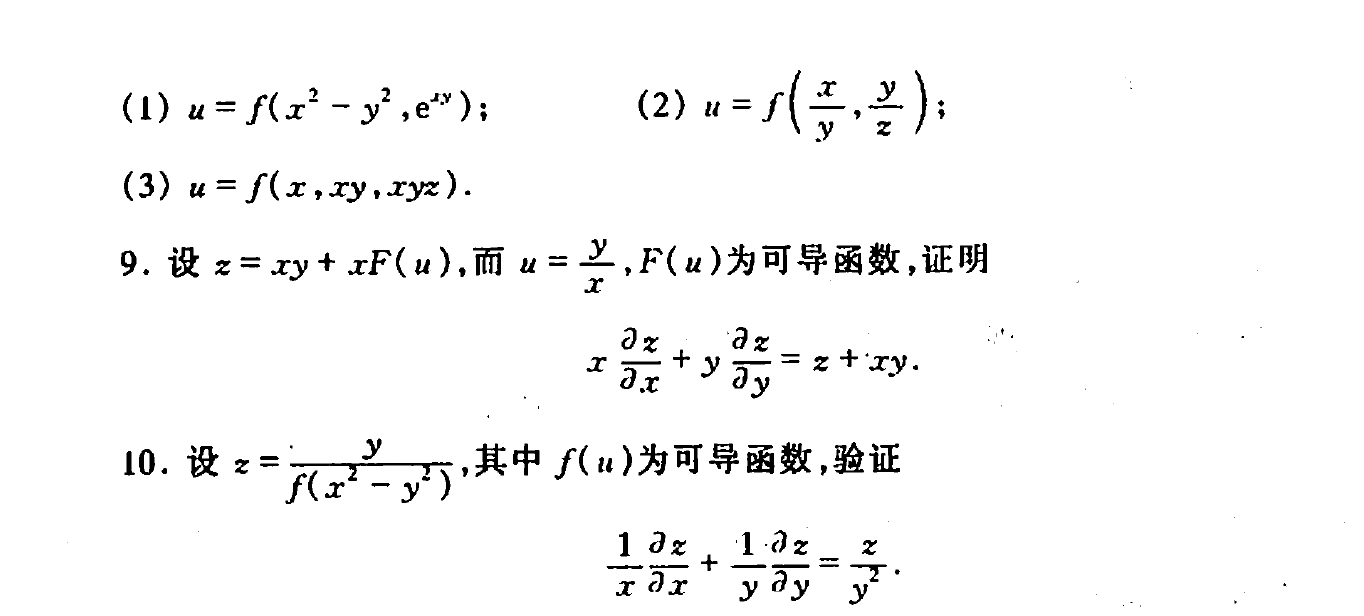 (1) u = f(x² − y², e^{xy});  (2) u = f(x/y, y/z);
(3) u = f(x, xy, xyz).
9. 设 z = xy + xF(u),而 u = y/x, F(u)为可导函数,证明
x ∂z/∂x + y ∂z/∂y = z + xy.
10. 设 z = y/f(x² − y²),其中 f(u)为可导函数,验证
1/x ∂z/∂x + 1/y ∂z/∂y = z/y².